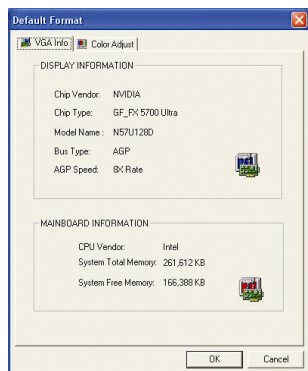 Default Format
VGA Info Color Adjust
DISPLAY INFORMATION
Chip Vendor: NVIDIA
Chip Type: GF_FX 5700 Ultra
Model Name : N57U128D
Bus Type: AGP
AGP Speed: 8X Rate
MAINBOARD INFORMATION
CPU Vendor: Intel
System Total Memory: 261,612 KB
System Free Memory: 166,388 KB
OK Cancel